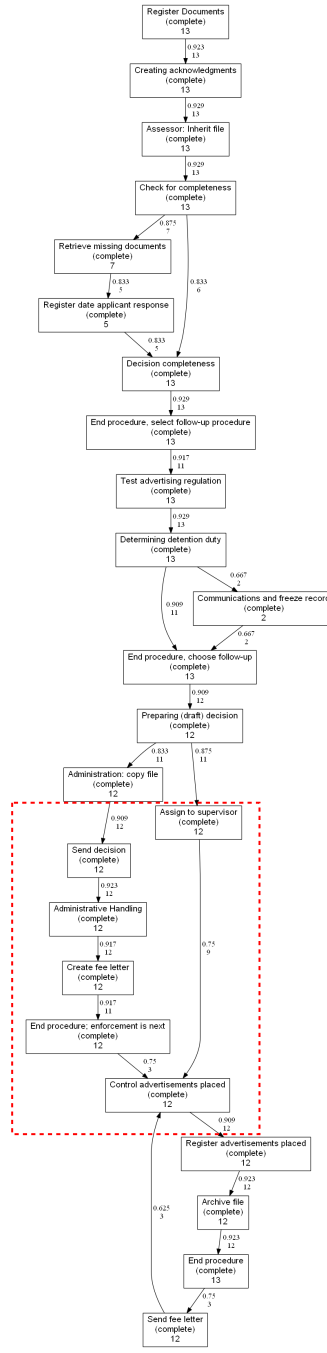 Register Documents
(complete)
13
0.923
13
Creating acknowledgments
(complete)
13
0.929
13
Assessor: Inherit file
(complete)
13
0.929
13
Check for completeness
(complete)
13
0.875
7
Retrieve missing documents
(complete)
7
0.833
5
0.833
6
Register date applicant response
(complete)
5
0.833
5
Decision completeness
(complete)
13
0.929
13
End procedure, select follow-up procedure
(complete)
13
0.917
11
Test advertising regulation
(complete)
13
0.929
13
Determining detention duty
(complete)
13
0.667
2
0.909
11
Communications and freeze record
(complete)
2
0.667
2
End procedure, choose follow-up
(complete)
13
0.909
12
Preparing (draft) decision
(complete)
12
0.833
11
0.875
11
Administration: copy file
(complete)
12
Assign to supervisor
(complete)
12
0.909
12
Send decision
(complete)
12
0.923
12
Administrative Handling
(complete)
12
0.917
12
Create fee letter
(complete)
12
0.75
9
0.917
11
End procedure; enforcement is next
(complete)
12
0.75
3
Control advertisements placed
(complete)
12
0.909
12
Register advertisements placed
(complete)
12
0.923
12
Archive file
(complete)
12
0.625
3
0.923
12
End procedure
(complete)
13
0.75
3
Send fee letter
(complete)
12